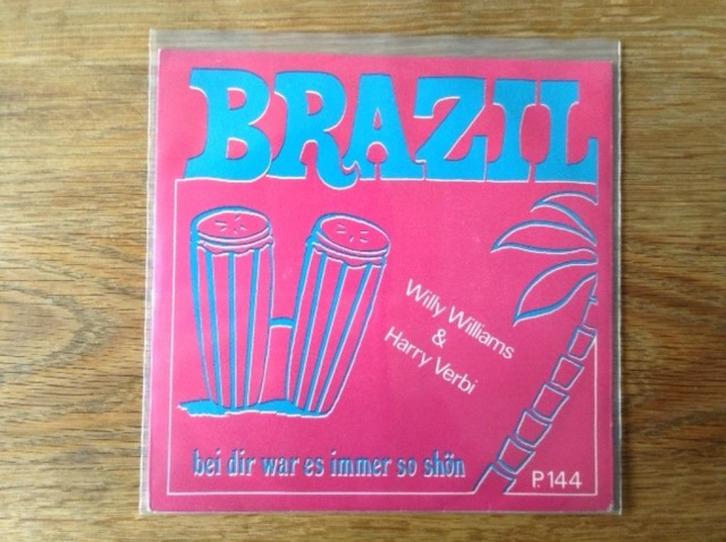 BRAZIL
Willy Williams
&
Harry Verbi
bei dir war es immer so shön
P.144